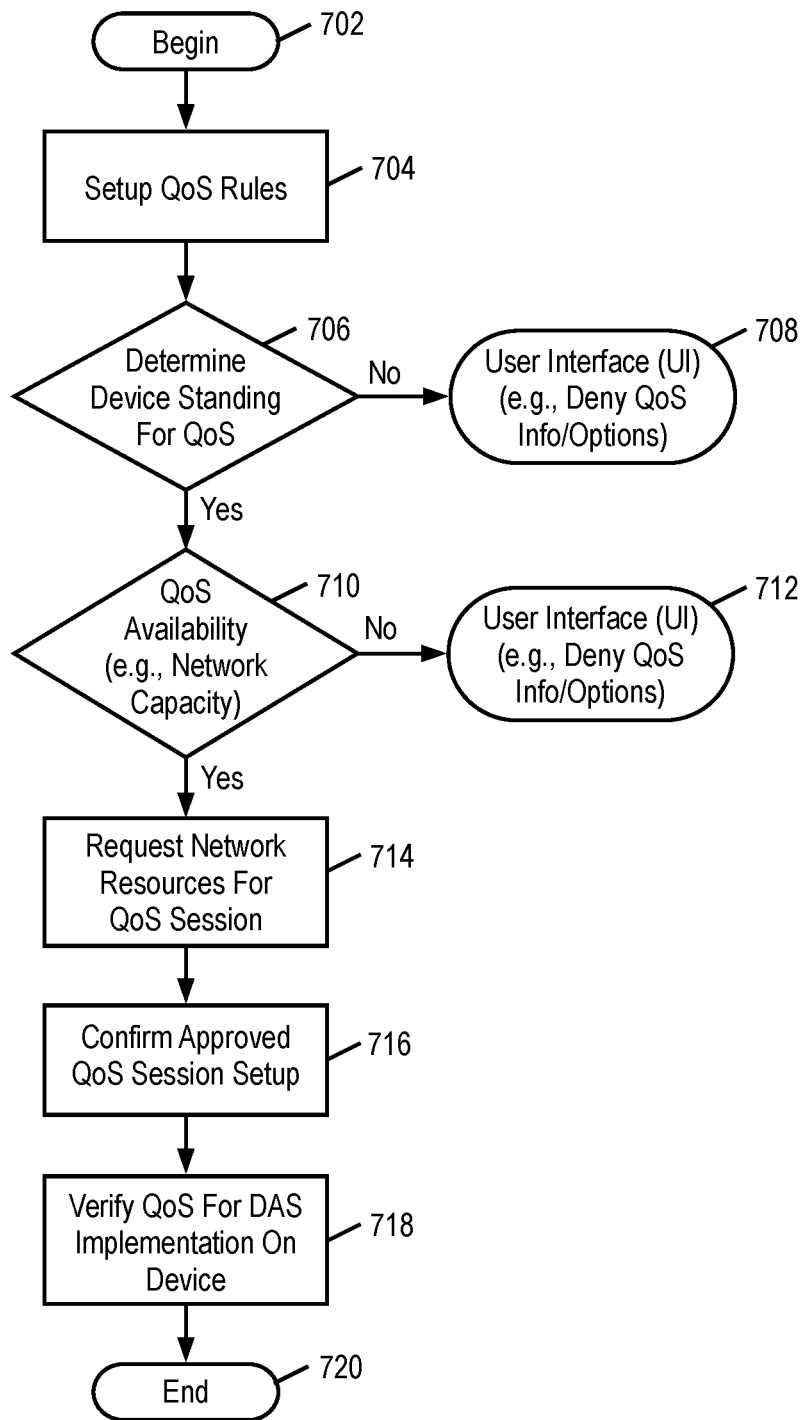 Begin
702
Setup QoS Rules
704
706
Determine
Device Standing
For QoS
No
User Interface (UI)
(e.g., Deny QoS
Info/Options)
708
Yes
QoS
Availability
(e.g., Network
Capacity)
710
No
User Interface (UI)
(e.g., Deny QoS
Info/Options)
712
Yes
Request Network
Resources For
QoS Session
714
Confirm Approved
QoS Session Setup
716
Verify QoS For DAS
Implementation On
Device
718
End
720